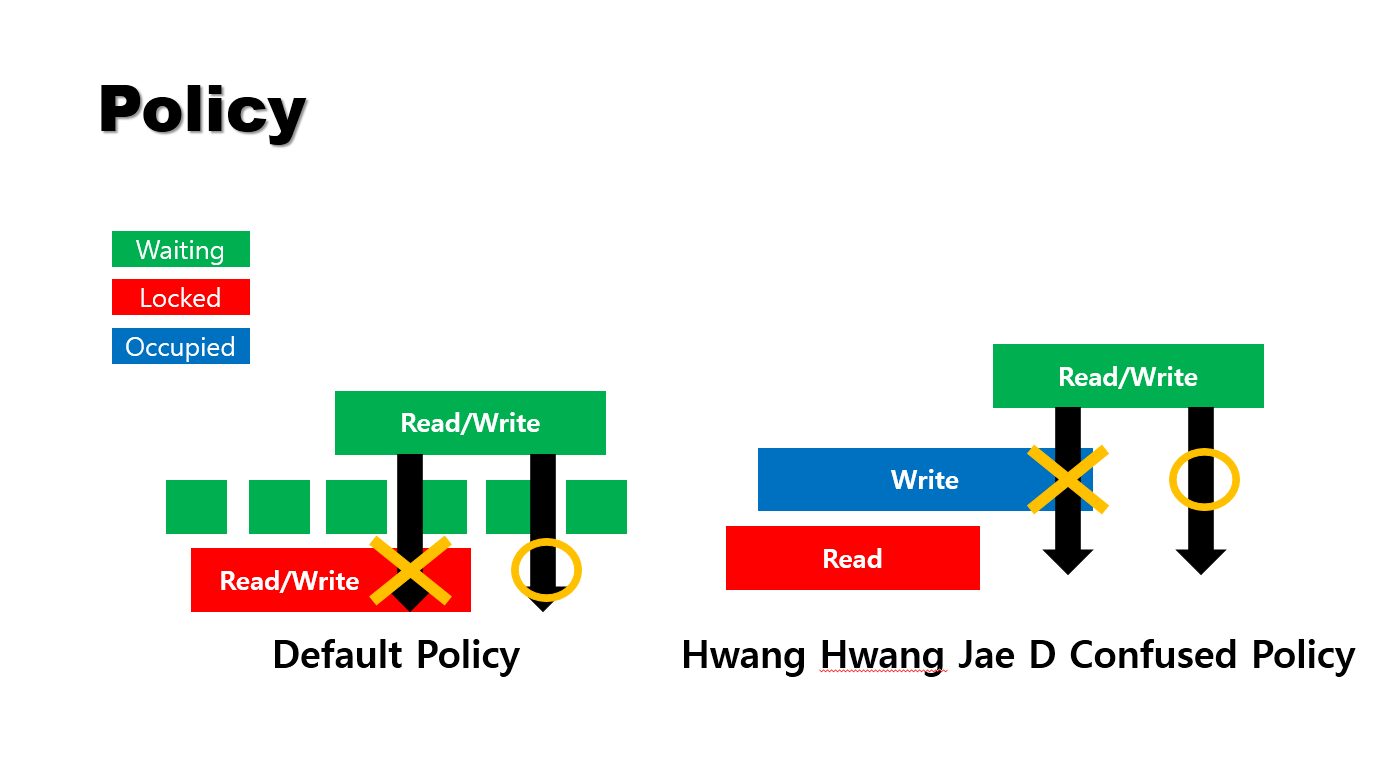 Policy
Waiting
Locked
Occupied
Read/Write
Read/Write
Default Policy
Read/Write
Write
Read
Hwang Hwang Jae D Confused Policy